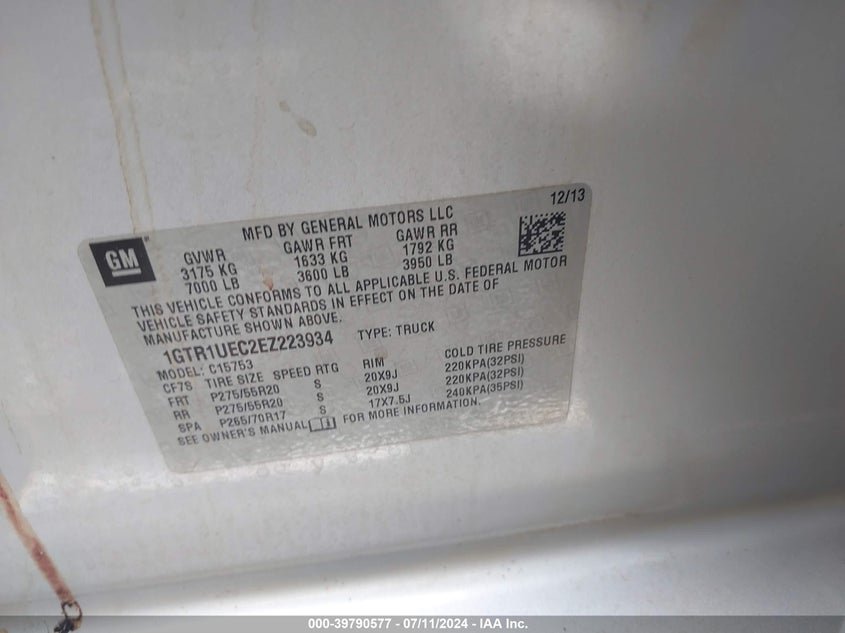 12/13
MFD BY GENERAL MOTORS LLC
GM
GVWR GAWR FRT GAWR RR
3175 KG 1633 KG 1792 KG
7000 LB 3600 LB 3950 LB
THIS VEHICLE CONFORMS TO ALL APPLICABLE U.S. FEDERAL MOTOR
VEHICLE SAFETY STANDARDS IN EFFECT ON THE DATE OF
MANUFACTURE SHOWN ABOVE.
1GTR1UEC2EZ223934 TYPE: TRUCK
MODEL: C15753
CF7S TIRE SIZE SPEED RTG RIM COLD TIRE PRESSURE
FRT P275/55R20 S 20X9J 220KPA(32PSI)
RR P275/55R20 S 20X9J 220KPA(32PSI)
SPA P265/70R17 S 17X7.5J 240KPA(35PSI)
SEE OWNER'S MANUAL FOR MORE INFORMATION.
000-39790577 - 07/11/2024 - IAA Inc.